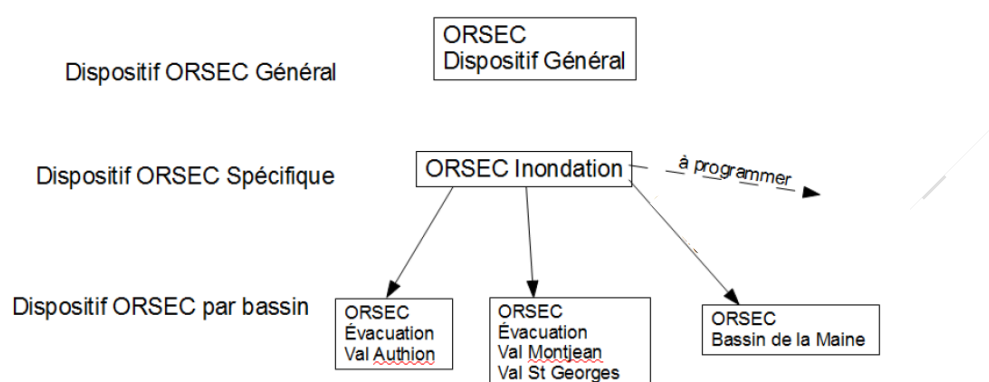 ORSEC
Dispositif Général
Dispositif ORSEC Général
Dispositif ORSEC Spécifique
ORSEC Inondation
à programmer
Dispositif ORSEC par bassin
ORSEC
Évacuation
Val Authion
ORSEC
Évacuation
Val Montjean
Val St Georges
ORSEC
Bassin de la Maine